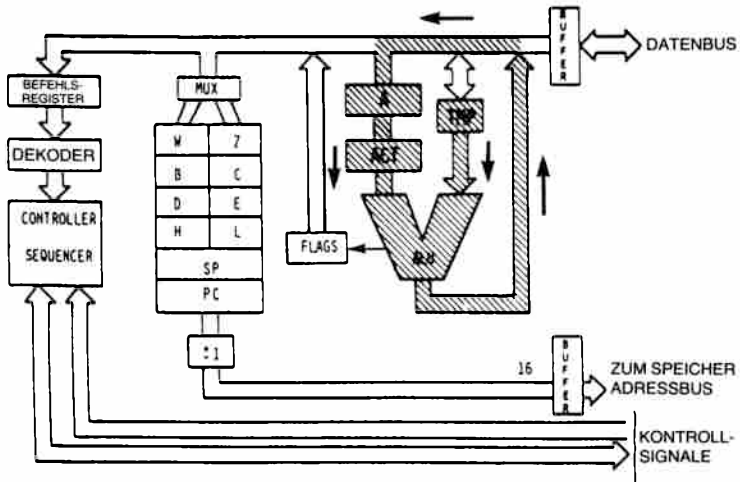 BUFFER
DATENBUS
BEFEHLS-
REGISTER
MUX
A
TMP
DEKODER
W Z
ACT
B C
D E
CONTROLLER
SEQUENCER
H L
FLAGS
SP
PC
±1
16
BUFFER
ZUM SPEICHER
ADRESSBUS
KONTROLL-
SIGNALE